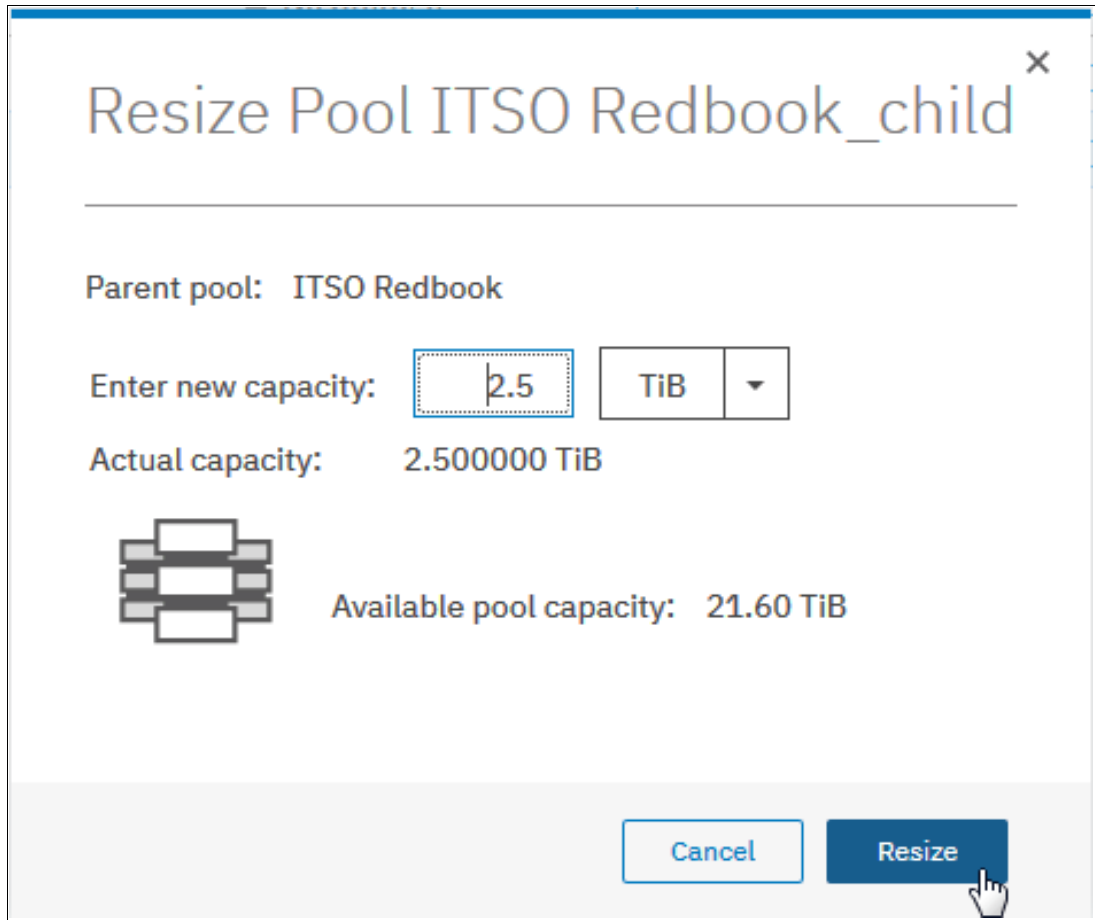 Resize Pool ITSO Redbook_child
Parent pool: ITSO Redbook
Enter new capacity: 2.5 TiB
Actual capacity: 2.500000 TiB
Available pool capacity: 21.60 TiB
Cancel Resize